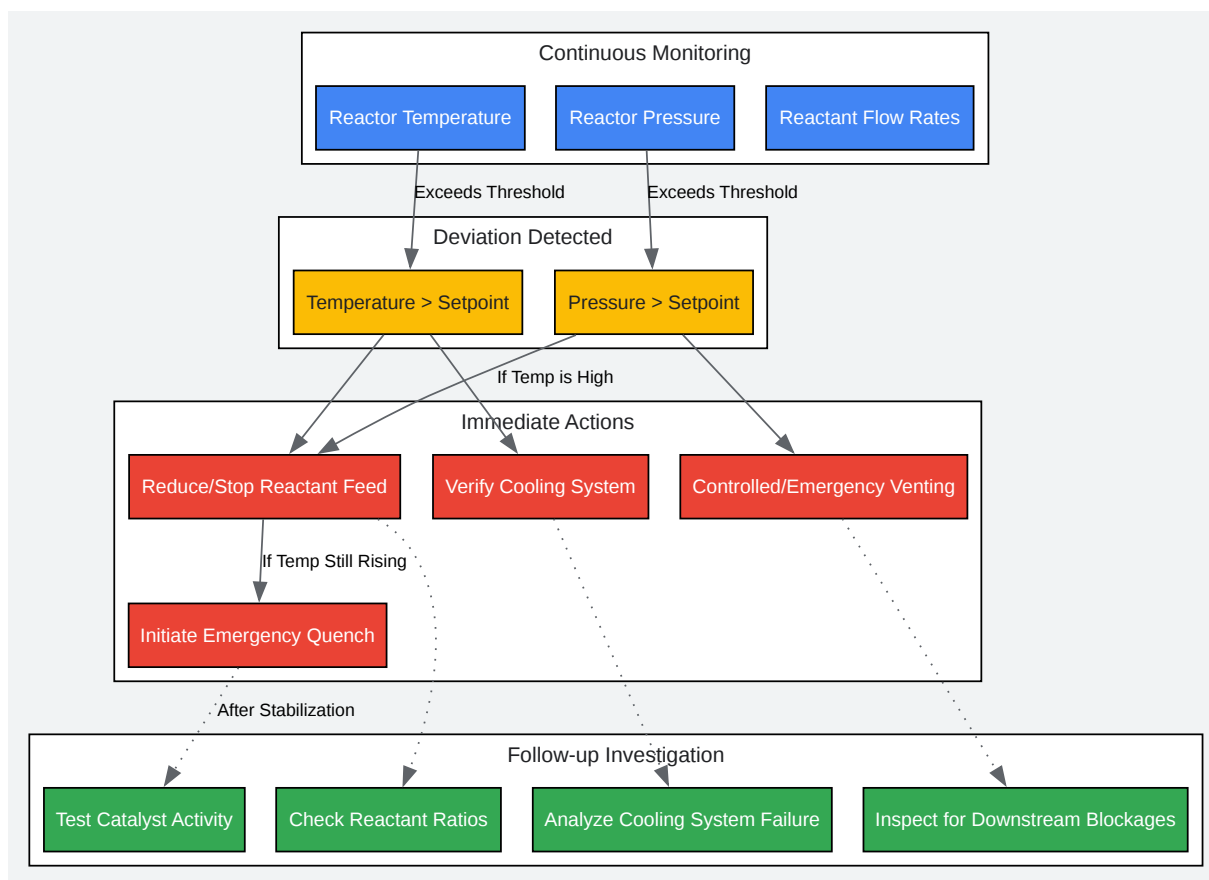 Continuous Monitoring
Reactor Temperature
Reactor Pressure
Reactant Flow Rates
Exceeds Threshold
Exceeds Threshold
Deviation Detected
Temperature > Setpoint
Pressure > Setpoint
If Temp is High
Immediate Actions
Reduce/Stop Reactant Feed
Verify Cooling System
Controlled/Emergency Venting
If Temp Still Rising
Initiate Emergency Quench
After Stabilization
Follow-up Investigation
Test Catalyst Activity
Check Reactant Ratios
Analyze Cooling System Failure
Inspect for Downstream Blockages